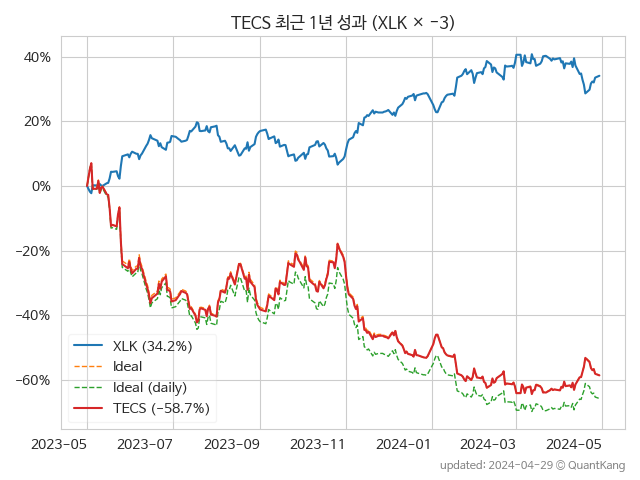 TECS 최근 1년 성과 (XLK × −3)
40%
20%
0%
−20%
−40%
−60%
XLK (34.2%)
Ideal
Ideal (daily)
TECS (−58.7%)
2023-05 2023-07 2023-09 2023-11 2024-01 2024-03 2024-05
updated: 2024-04-29 @ QuantKang